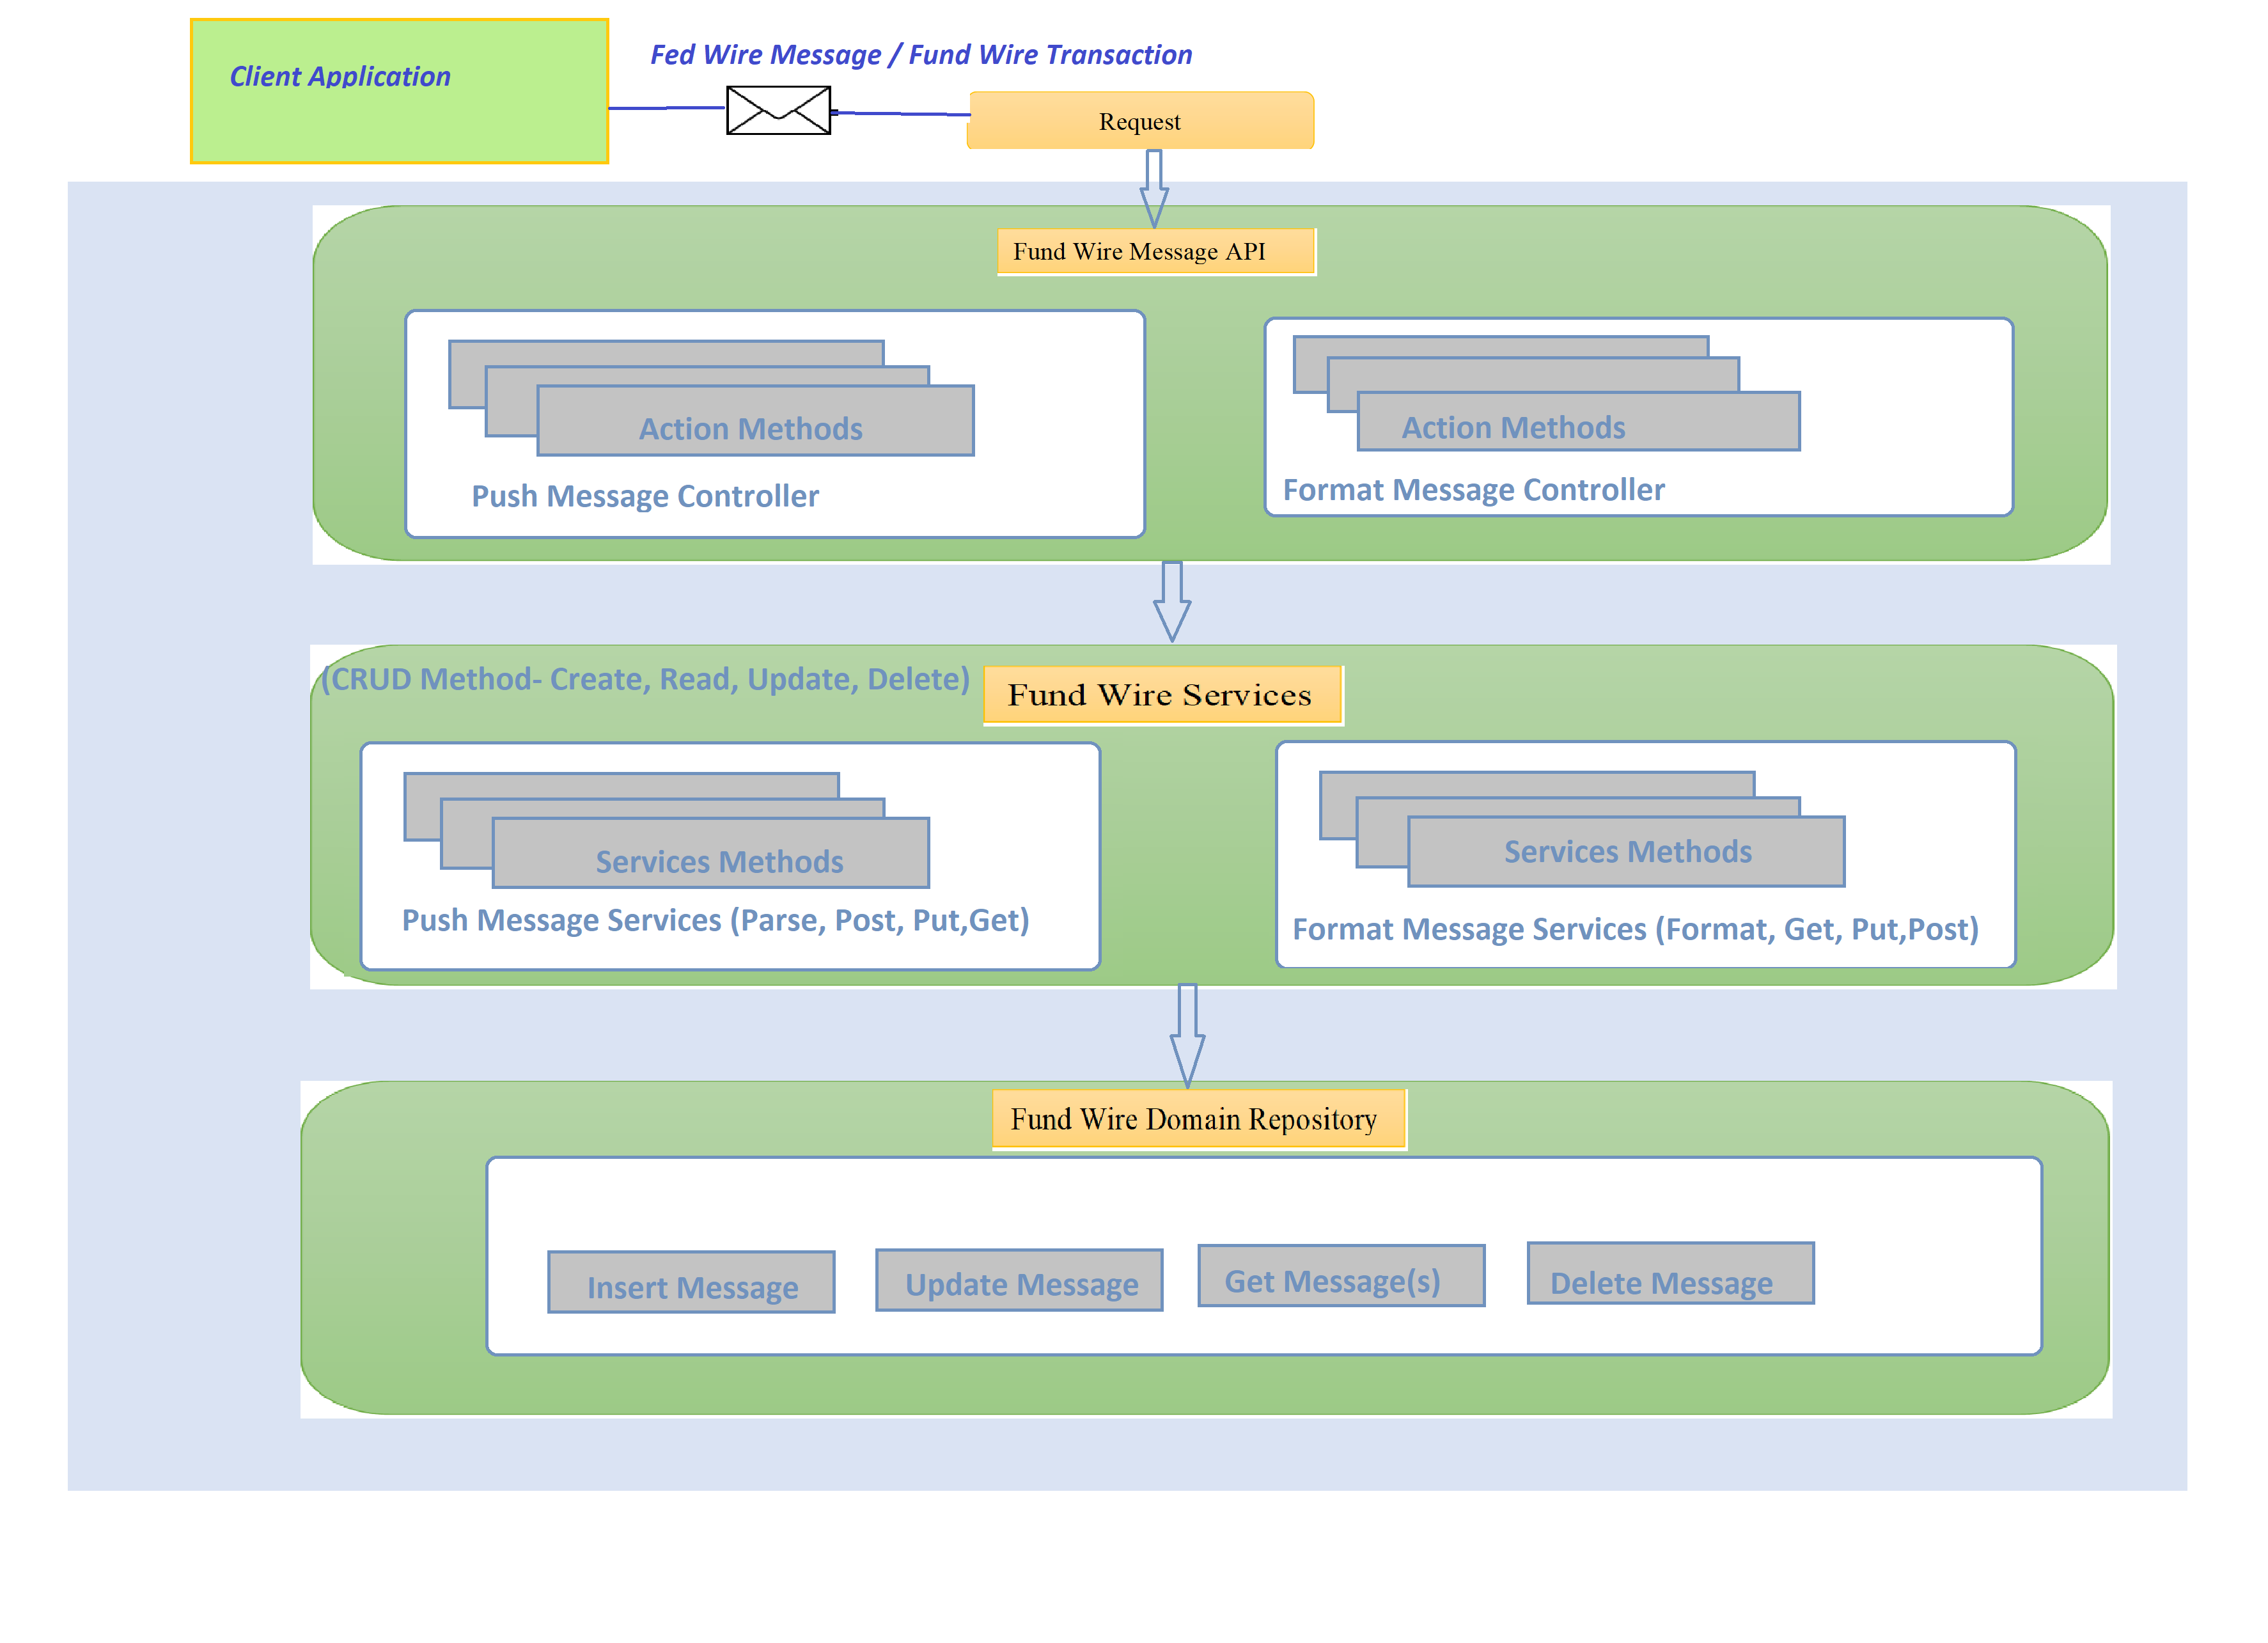 Client Application
Fed Wire Message / Fund Wire Transaction
Request
Fund Wire Message API
Action Methods
Push Message Controller
Action Methods
Format Message Controller
(CRUD Method- Create, Read, Update, Delete)
Fund Wire Services
Services Methods
Push Message Services (Parse, Post, Put,Get)
Services Methods
Format Message Services (Format, Get, Put,Post)
Fund Wire Domain Repository
Insert Message
Update Message
Get Message(s)
Delete Message